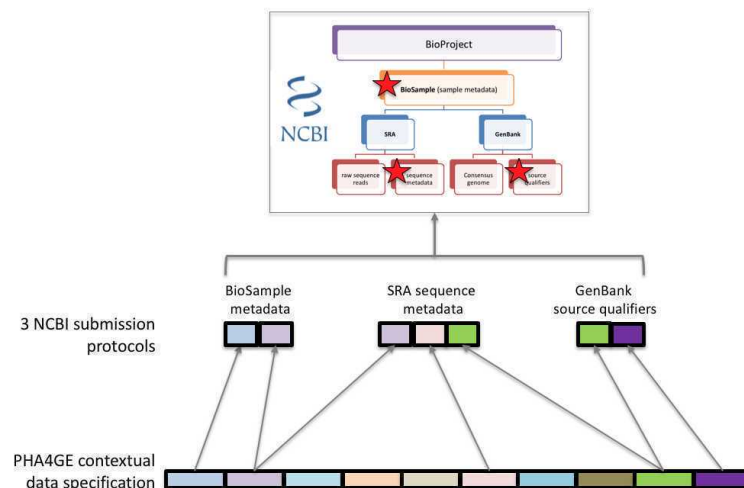 BioProject
BioSample (sample metadata)
NCBI
SRA
GenBank
raw sequence
reads
sequence
metadata
Consensus
genome
source
qualifiers
BioSample
metadata
SRA sequence
metadata
GenBank
source qualifiers
3 NCBI submission
protocols
PHA4GE contextual
data specification